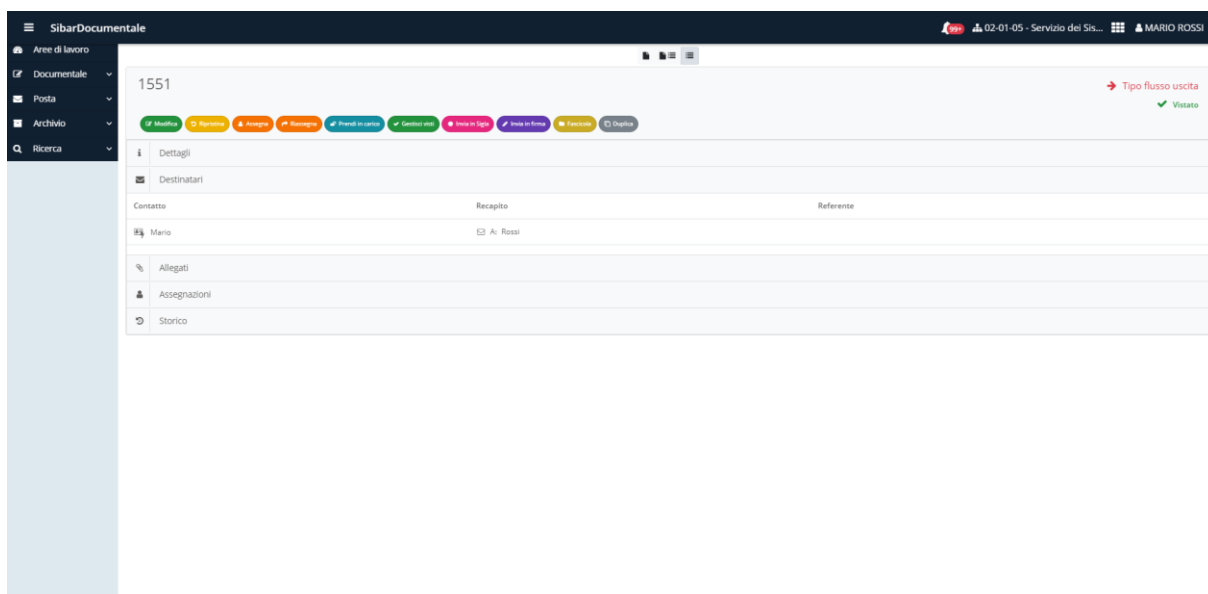 SibarDocumentale
99+ 02-01-05 - Servizio dei Sis... MARIO ROSSI
Aree di lavoro
Documentale
Posta
Archivio
Ricerca
1551
Tipo flusso uscita
Vistato
Modifica Ripristina Assegna Riassegna Prendi in carico Gestisci visti Invia in Sigla Invia in firma Fascicola Duplica
Dettagli
Destinatari
Contatto Recapito Referente
Mario A: Rossi
Allegati
Assegnazioni
Storico